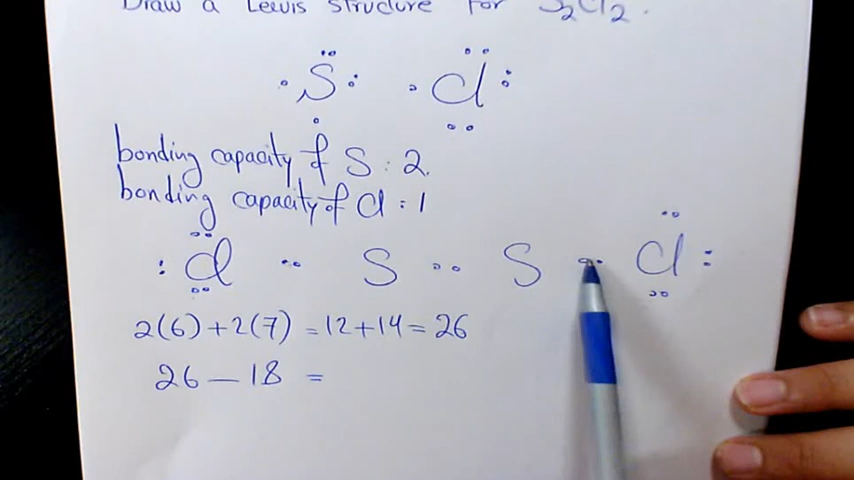 Draw a Lewis structure for S₂Cl₂.
S Cl
bonding capacity of S : 2.
bonding capacity of Cl : 1
: Cl ·· S ·· S ·· Cl :
2(6) + 2(7) = 12 + 14 = 26
26 — 18 =